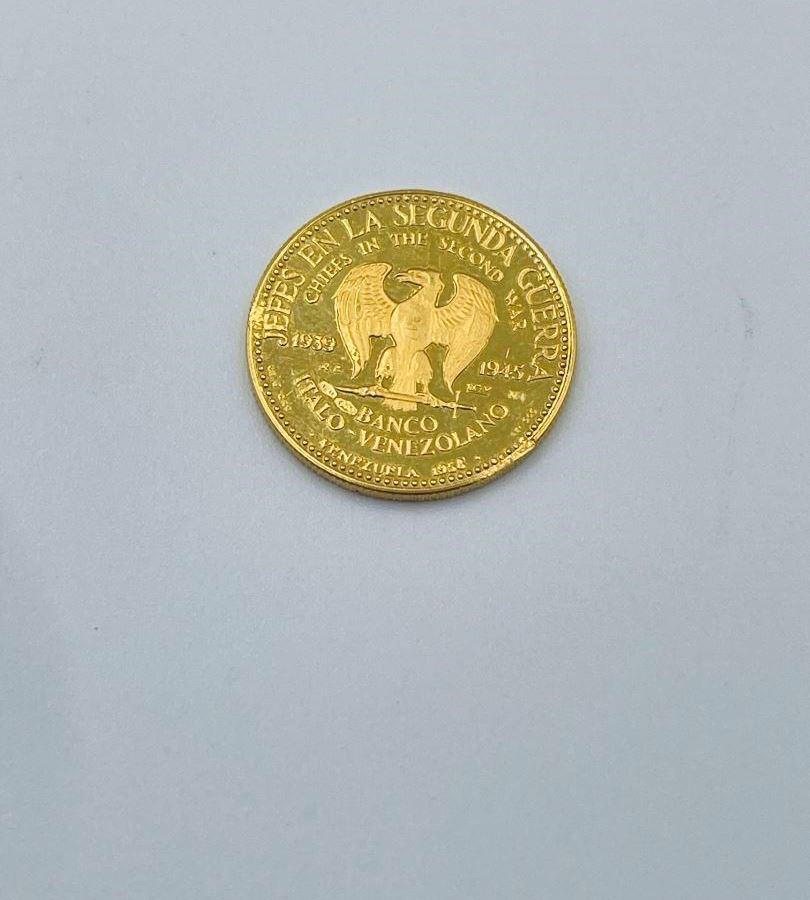 JEFES EN LA SEGUNDA GUERRA
CHIEFS IN THE SECOND WAR
1939
1945
BANCO
ITALO-VENEZOLANO
VENEZUELA